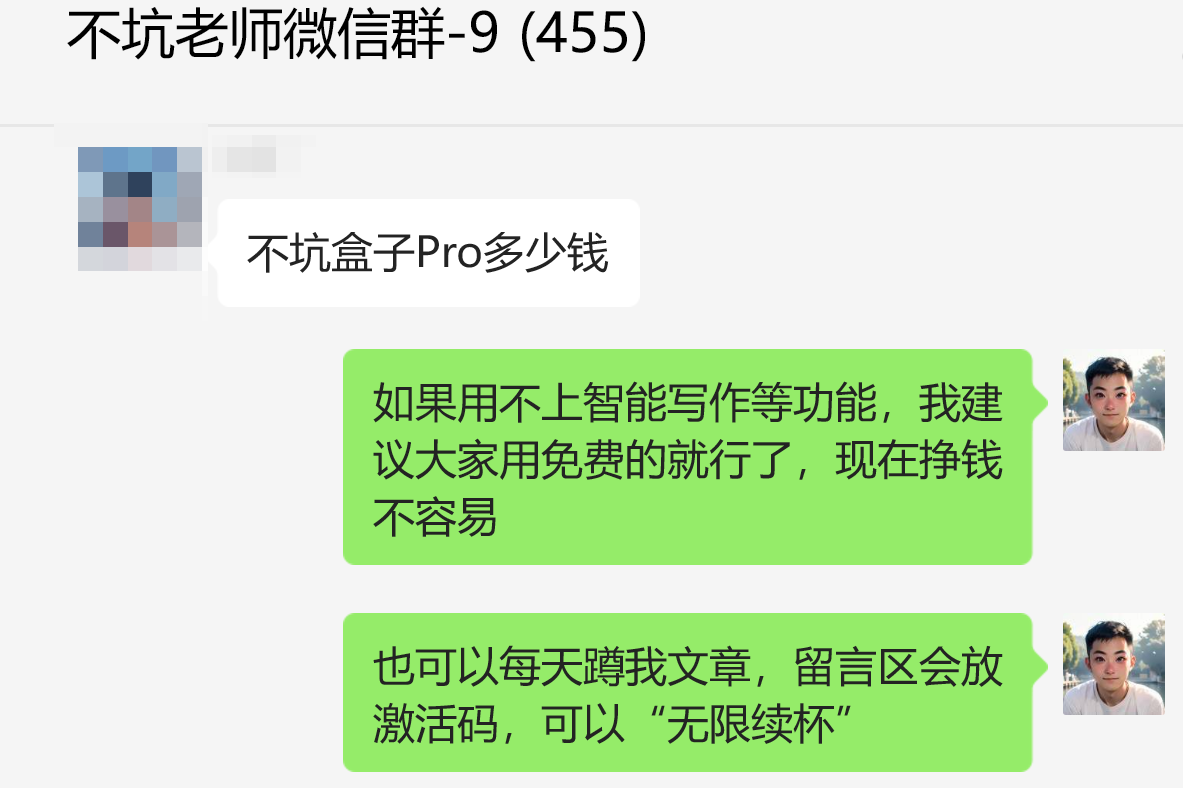 不坑老师微信群-9 (455)
不坑盒子Pro多少钱
如果用不上智能写作等功能，我建
议大家用免费的就行了，现在挣钱
不容易
也可以每天蹲我文章，留言区会放
激活码，可以“无限续杯”